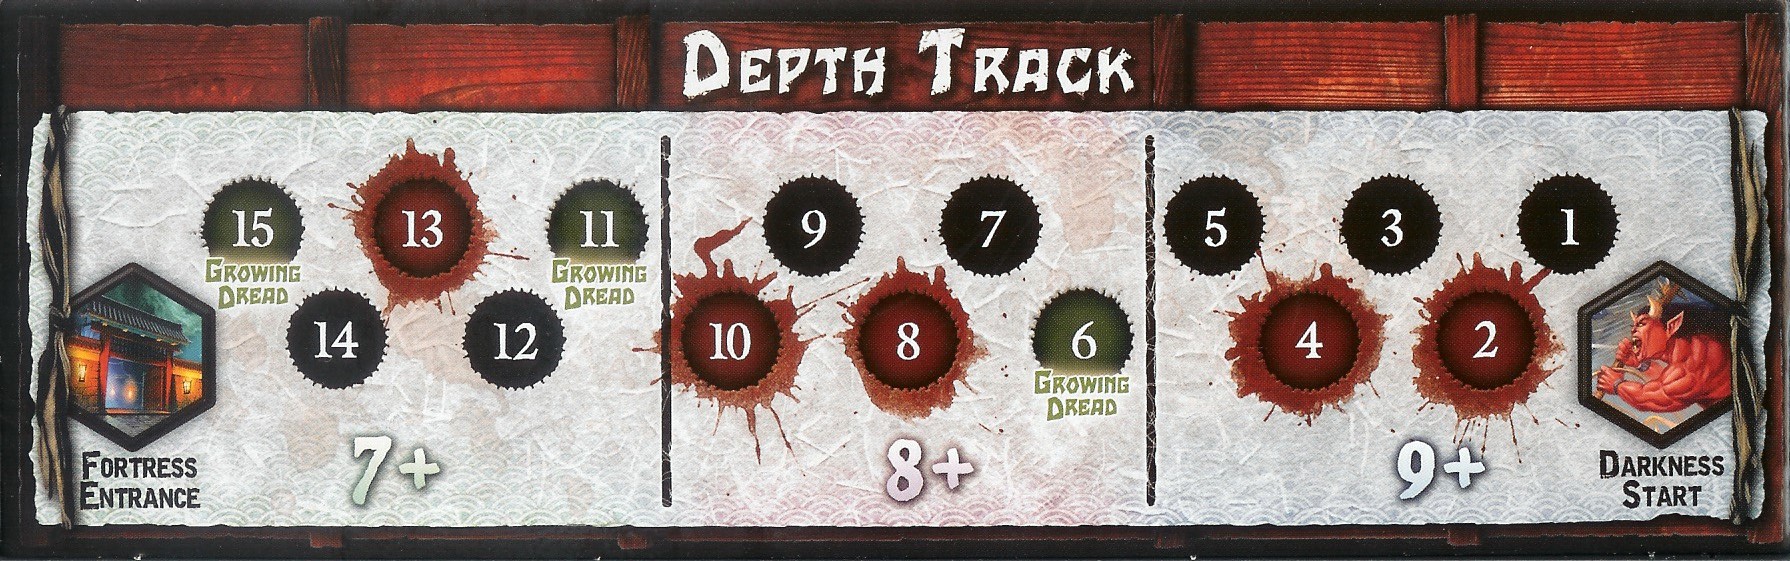 DEPTH TRACK
15
13
11
9
7
5
3
1
GROWING
DREAD
GROWING
DREAD
14
12
10
8
6
4
2
GROWING
DREAD
7+
8+
9+
FORTRESS
ENTRANCE
DARKNESS
START